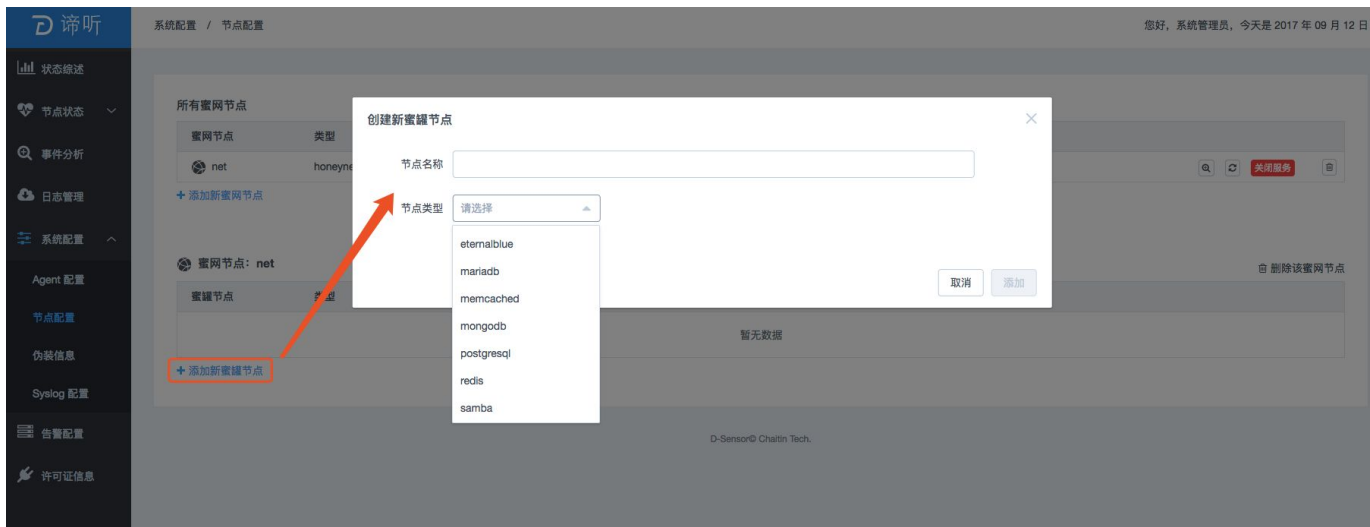 谛听
系统配置 / 节点配置
您好，系统管理员，今天是 2017 年 09 月 12 日
状态综述
节点状态
事件分析
日志管理
系统配置
Agent 配置
节点配置
伪装信息
Syslog 配置
告警配置
许可证信息
所有蜜网节点
蜜网节点 类型
net honeyne
关闭服务
+ 添加新蜜网节点
蜜网节点：net
删除该蜜网节点
蜜罐节点 类型
暂无数据
+ 添加新蜜罐节点
创建新蜜罐节点
节点名称
节点类型 请选择
eternalblue
mariadb
memcached
mongodb
postgresql
redis
samba
取消 添加
D-Sensor© Chaitin Tech.